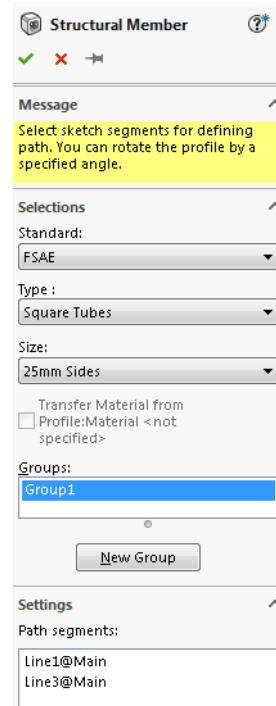 Structural Member
Message
Select sketch segments for defining
path. You can rotate the profile by a
specified angle.
Selections
Standard:
FSAE
Type :
Square Tubes
Size:
25mm Sides
Transfer Material from
Profile:Material <not
specified>
Groups:
Group1
New Group
Settings
Path segments:
Line1@Main
Line3@Main